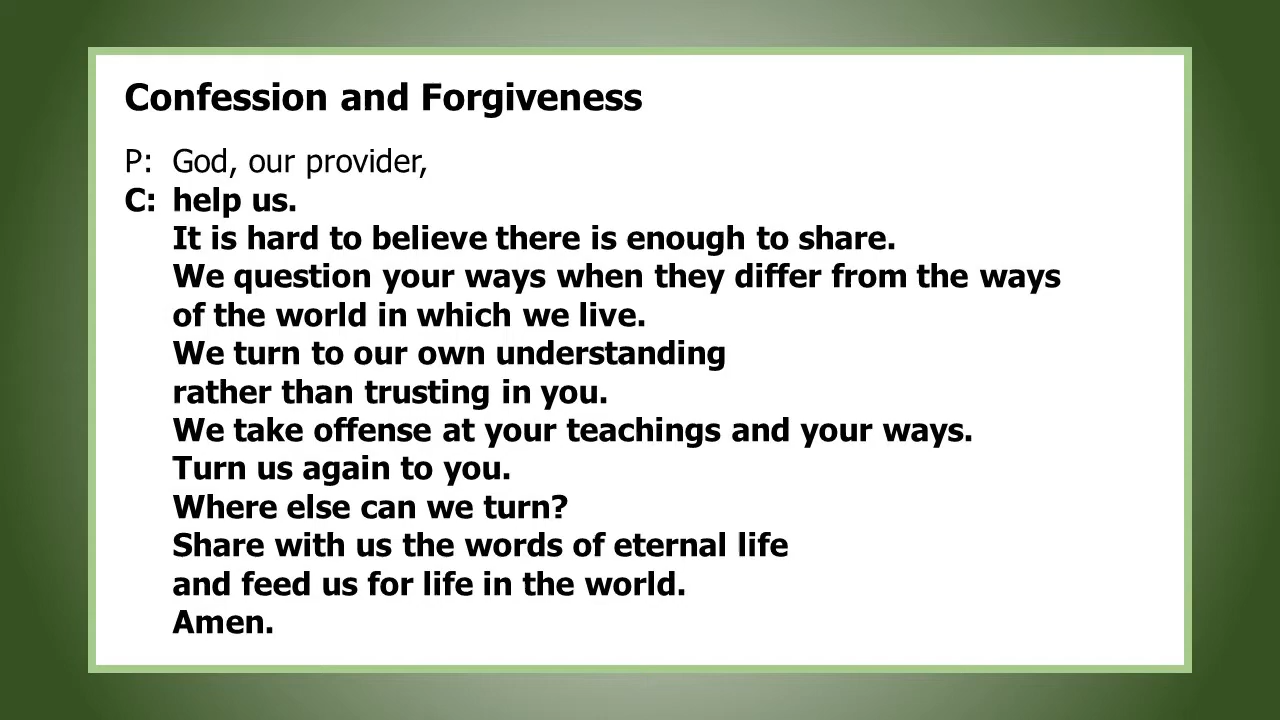 Confession and Forgiveness
P: God, our provider,
C: help us.
It is hard to believe there is enough to share.
We question your ways when they differ from the ways
of the world in which we live.
We turn to our own understanding
rather than trusting in you.
We take offense at your teachings and your ways.
Turn us again to you.
Where else can we turn?
Share with us the words of eternal life
and feed us for life in the world.
Amen.